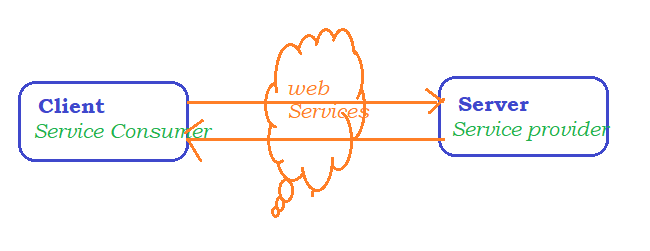 Client
Service Consumer
web
Services
Server
Service provider